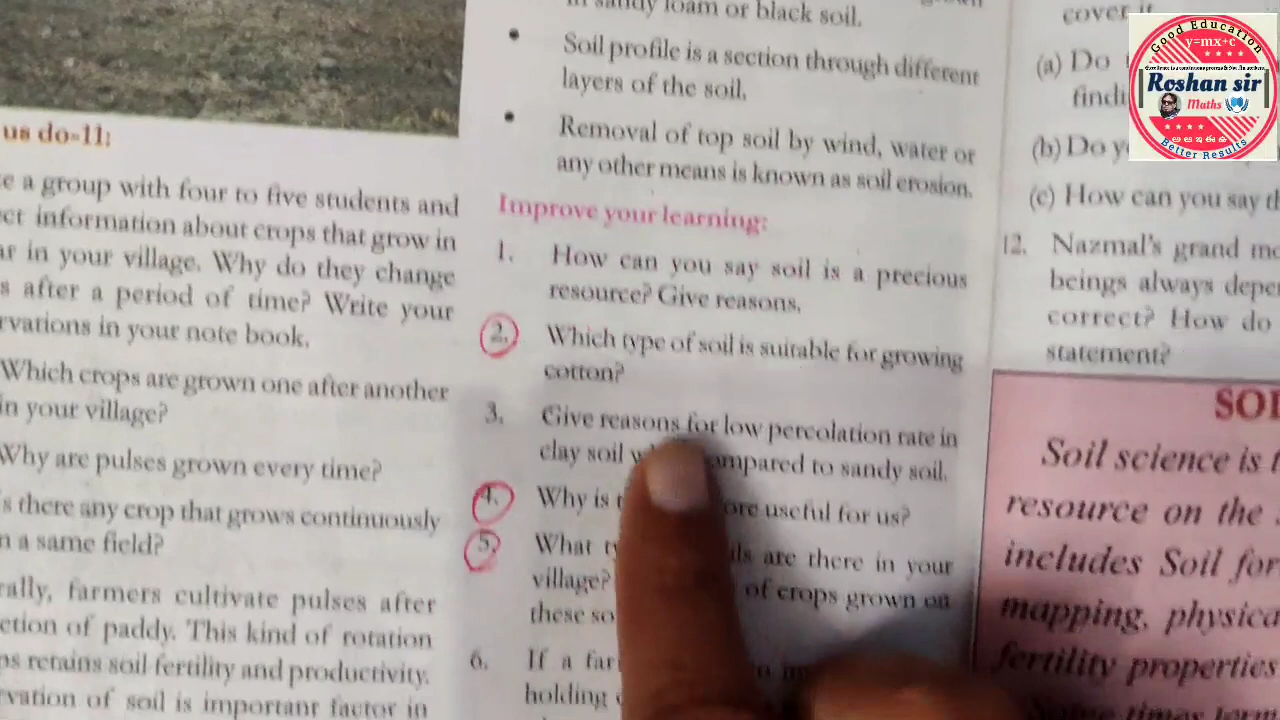 us do-11:
e a group with four to five students and
ect information about crops that grow in
ar in your village. Why do they change
s after a period of time? Write your
rvations in your note book.
Which crops are grown one after another
in your village?
Why are pulses grown every time?
s there any crop that grows continuously
n a same field?
rally, farmers cultivate pulses after
ction of paddy. This kind of rotation
ps retains soil fertility and productivity.
rvation of soil is important factor in
in sandy loam or black soil.
• Soil profile is a section through different
layers of the soil.
• Removal of top soil by wind, water or
any other means is known as soil erosion.
Improve your learning:
1. How can you say soil is a precious
resource? Give reasons.
2. Which type of soil is suitable for growing
cotton?
3. Give reasons for low percolation rate in
clay soil compared to sandy soil.
4. Why is ore useful for us?
5. What ty ls are there in your
village? of crops grown on
these so
6. If a far
holding
cover it
(a) Do
findi
(b) Do yo
(c) How can you say th
12. Nazmal's grand mo
beings always depen
correct? How do
statement?
SOI
Soil science is t
resource on the
includes Soil for
mapping, physica
fertility properties
Good Education
y=mx+c
Roshan sir
Maths
Better Results